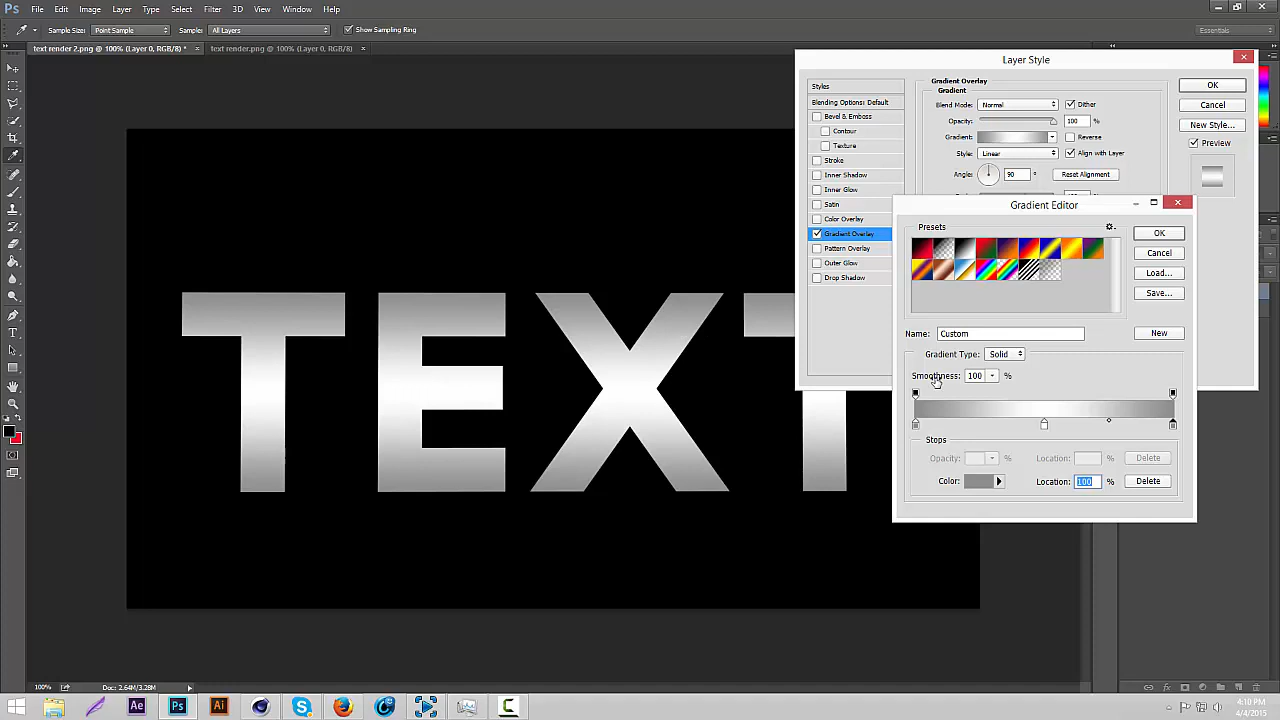 Ps File Edit Image Layer Type Select Filter 3D View Window Help
Sample Size: Point Sample Sample: All Layers Show Sampling Ring Essentials
text render 2.png @ 100% (Layer 0, RGB/8) * × text render.png @ 100% (Layer 0, RGB/8) ×
Layer Style
Styles
Blending Options: Default
Bevel & Emboss
Contour
Texture
Stroke
Inner Shadow
Inner Glow
Satin
Color Overlay
Gradient Overlay
Pattern Overlay
Outer Glow
Drop Shadow
Gradient Overlay
Gradient
Blend Mode: Normal Dither
Opacity: 100 %
Gradient: Reverse
Style: Linear Align with Layer
Angle: 90 ° Reset Alignment
OK
Cancel
New Style...
Preview
Gradient Editor
Presets
OK
Cancel
Load...
Save...
Name: Custom New
Gradient Type: Solid
Smoothness: 100 %
Stops
Opacity: % Location: % Delete
Color: Location: 100 % Delete
TEXT
100% Doc: 2.64M/3.28M
Ae Ps Ai
4:10 PM
4/4/2015